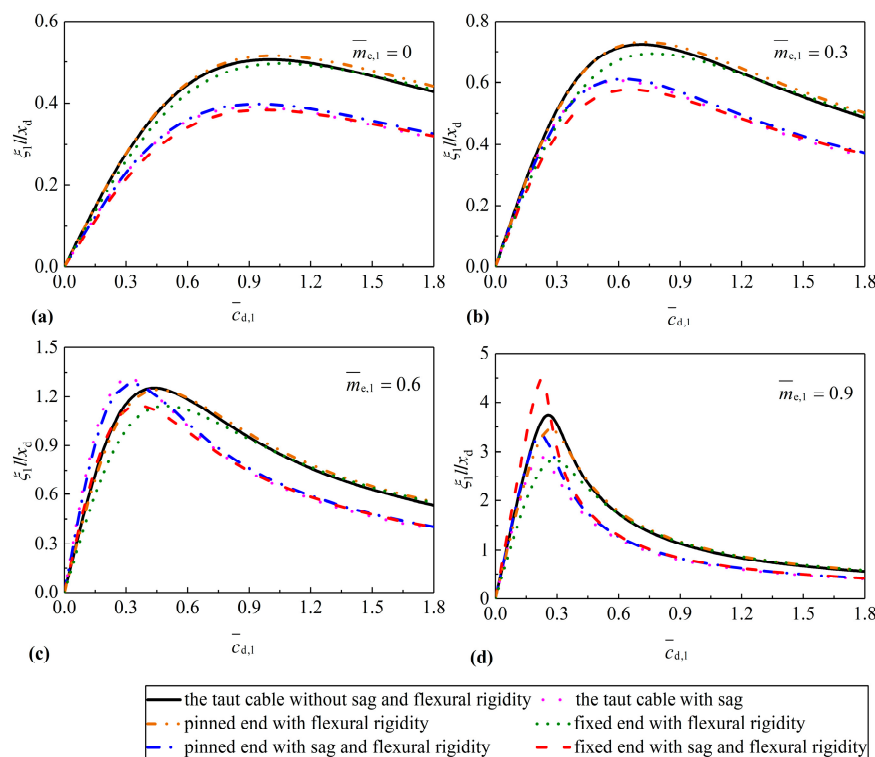 0.6
m̅e,1 = 0
0.4
ξ1l/xd
0.2
0.0
0.0 0.3 0.6 0.9 1.2 1.5 1.8
(a)
c̅d,1
0.8
m̅e,1 = 0.3
0.6
ξ1l/xd
0.4
0.2
0.0
0.0 0.3 0.6 0.9 1.2 1.5 1.8
(b)
c̅d,1
1.5
m̅e,1 = 0.6
1.2
0.9
ξ1l/xd
0.6
0.3
0.0
0.0 0.3 0.6 0.9 1.2 1.5 1.8
(c)
c̅d,1
5
m̅e,1 = 0.9
4
3
ξ1l/xd
2
1
0
0.0 0.3 0.6 0.9 1.2 1.5 1.8
(d)
c̅d,1
the taut cable without sag and flexural rigidity the taut cable with sag
pinned end with flexural rigidity fixed end with flexural rigidity
pinned end with sag and flexural rigidity fixed end with sag and flexural rigidity